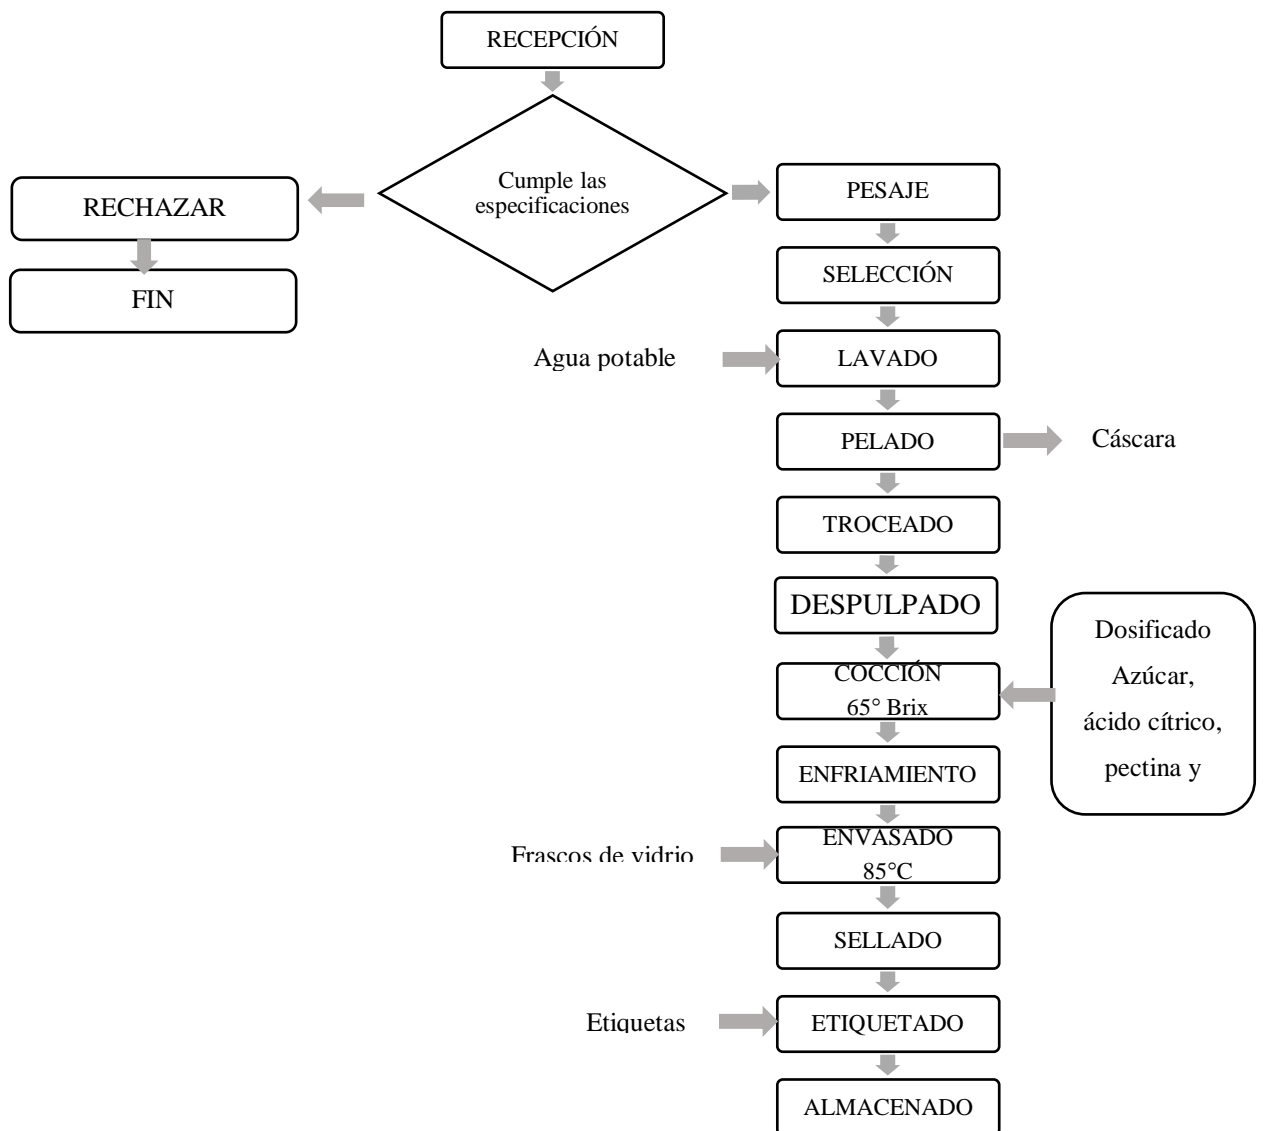 RECEPCIÓN
Cumple las
especificaciones
RECHAZAR
FIN
PESAJE
SELECCIÓN
Agua potable
LAVADO
PELADO
Cáscara
TROCEADO
DESPULPADO
Dosificado
Azúcar,
ácido cítrico,
pectina y
COCCIÓN
65° Brix
ENFRIAMIENTO
Frascos de vidrio
ENVASADO
85°C
SELLADO
Etiquetas
ETIQUETADO
ALMACENADO